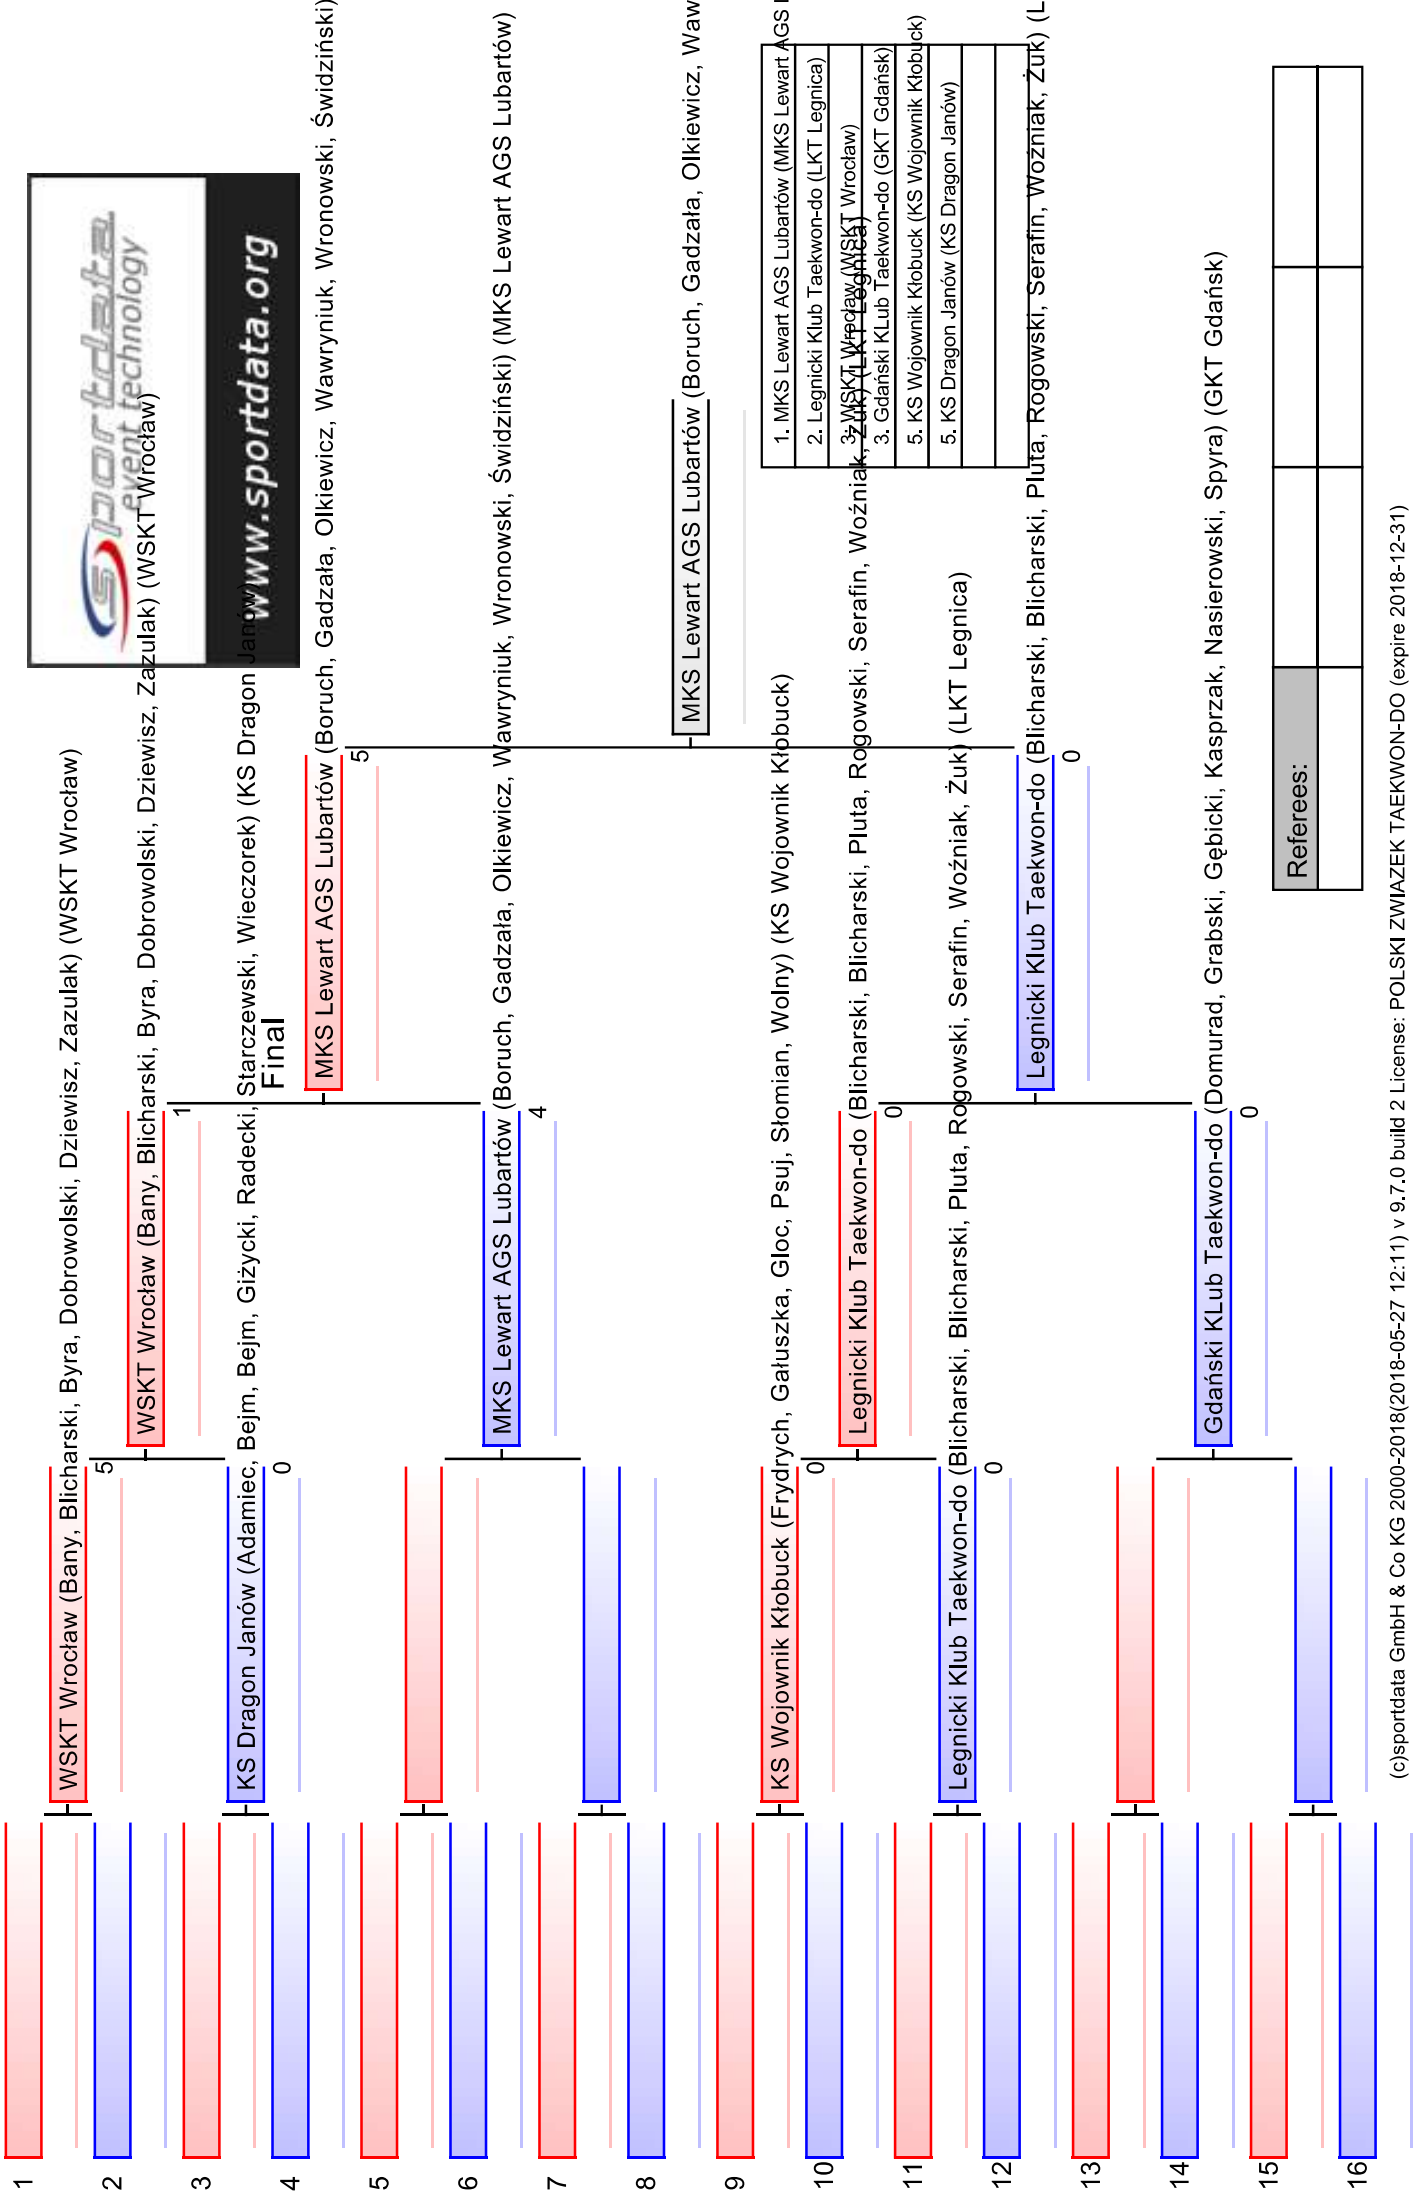 sportdata
event technology
www.sportdata.org
1
2
3
4
5
6
7
8
9
10
11
12
13
14
15
16
WSKT Wrocław (Bany, Blicharski, Byra, Dobrowolski, Dziewisz, Zazulak) (WSKT Wrocław)
5
KS Dragon Janów (Adamiec, Bejm, Bejm, Giżycki, Radecki, Starczewski, Wieczorek) (KS Dragon Janów)
0
KS Wojownik Kłobuck (Frydrych, Gałuszka, Gloc, Psuj, Słomian, Wolny) (KS Wojownik Kłobuck)
0
Legnicki Klub Taekwon-do (Blicharski, Blicharski, Pluta, Rogowski, Serafin, Woźniak, Żuk) (LKT Legnica)
0
WSKT Wrocław (Bany, Blicharski, Byra, Dobrowolski, Dziewisz, Zazulak) (WSKT Wrocław)
1
MKS Lewart AGS Lubartów (Boruch, Gadzała, Olkiewicz, Wawryniuk, Wronowski, Świdziński) (MKS Lewart AGS Lubartów)
4
Legnicki Klub Taekwon-do (Blicharski, Blicharski, Pluta, Rogowski, Serafin, Woźniak, Żuk) (LKT Legnica)
0
Gdański KLub Taekwon-do (Domurad, Grabski, Gębicki, Kasprzak, Nasierowski, Spyra) (GKT Gdańsk)
0
Final
MKS Lewart AGS Lubartów (Boruch, Gadzała, Olkiewicz, Wawryniuk, Wronowski, Świdziński)
5
Legnicki Klub Taekwon-do (Blicharski, Blicharski, Pluta, Rogowski, Serafin, Woźniak, Żuk) (L
0
MKS Lewart AGS Lubartów (Boruch, Gadzała, Olkiewicz, Waw
1. MKS Lewart AGS Lubartów (MKS Lewart AGS
2. Legnicki Klub Taekwon-do (LKT Legnica)
3. WSKT Wrocław (WSKT Wrocław)
3. Gdański KLub Taekwon-do (GKT Gdańsk)
5. KS Wojownik Kłobuck (KS Wojownik Kłobuck)
5. KS Dragon Janów (KS Dragon Janów)
Referees:
(c)sportdata GmbH & Co KG 2000-2018(2018-05-27 12:11) v 9.7.0 build 2 License: POLSKI ZWIAZEK TAEKWON-DO (expire 2018-12-31)